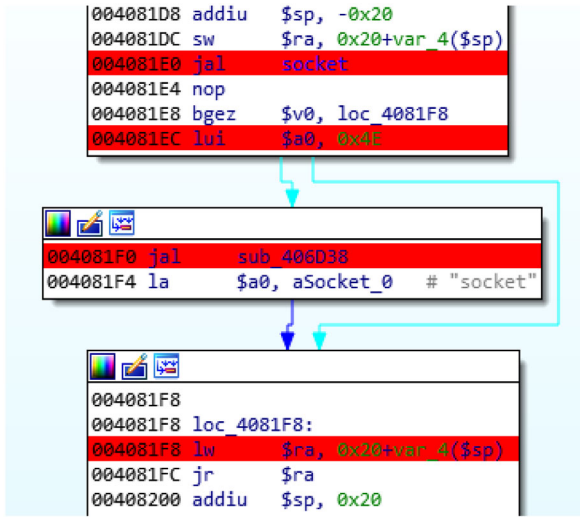 004081D8 addiu $sp, -0x20
004081DC sw $ra, 0x20+var_4($sp)
004081E0 jal socket
004081E4 nop
004081E8 bgez $v0, loc_4081F8
004081EC lui $a0, 0x4E
004081F0 jal sub_406D38
004081F4 la $a0, aSocket_0 # "socket"
004081F8
004081F8 loc_4081F8:
004081F8 lw $ra, 0x20+var_4($sp)
004081FC jr $ra
00408200 addiu $sp, 0x20